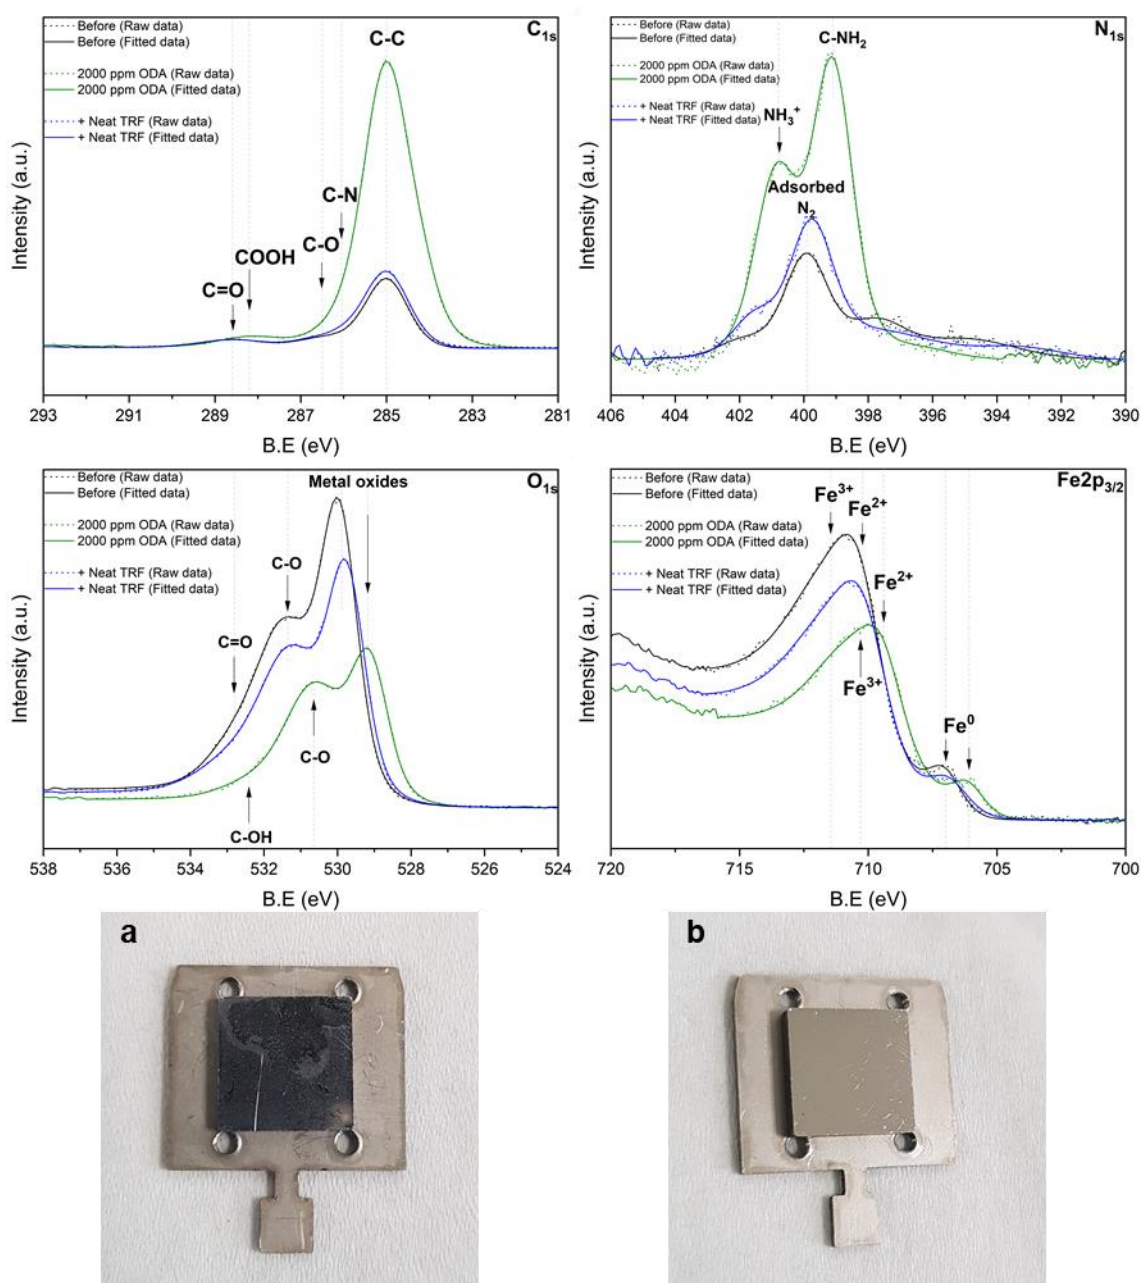 Before (Raw data)
Before (Fitted data)
2000 ppm ODA (Raw data)
2000 ppm ODA (Fitted data)
+ Neat TRF (Raw data)
+ Neat TRF (Fitted data)
C1s
C-C
C-N
C-O
COOH
C=O
Intensity (a.u.)
293 291 289 287 285 283 281
B.E (eV)
Before (Raw data)
Before (Fitted data)
2000 ppm ODA (Raw data)
2000 ppm ODA (Fitted data)
+ Neat TRF (Raw data)
+ Neat TRF (Fitted data)
N1s
C-NH2
NH3+
Adsorbed
N2
Intensity (a.u.)
406 404 402 400 398 396 394 392 390
B.E (eV)
Before (Raw data)
Before (Fitted data)
2000 ppm ODA (Raw data)
2000 ppm ODA (Fitted data)
+ Neat TRF (Raw data)
+ Neat TRF (Fitted data)
O1s
Metal oxides
C-O
C=O
C-O
C-OH
Intensity (a.u.)
538 536 534 532 530 528 526 524
B.E (eV)
Before (Raw data)
Before (Fitted data)
2000 ppm ODA (Raw data)
2000 ppm ODA (Fitted data)
+ Neat TRF (Raw data)
+ Neat TRF (Fitted data)
Fe2p3/2
Fe3+
Fe2+
Fe2+
Fe3+
Fe0
Intensity (a.u.)
720 715 710 705 700
B.E (eV)
a
b